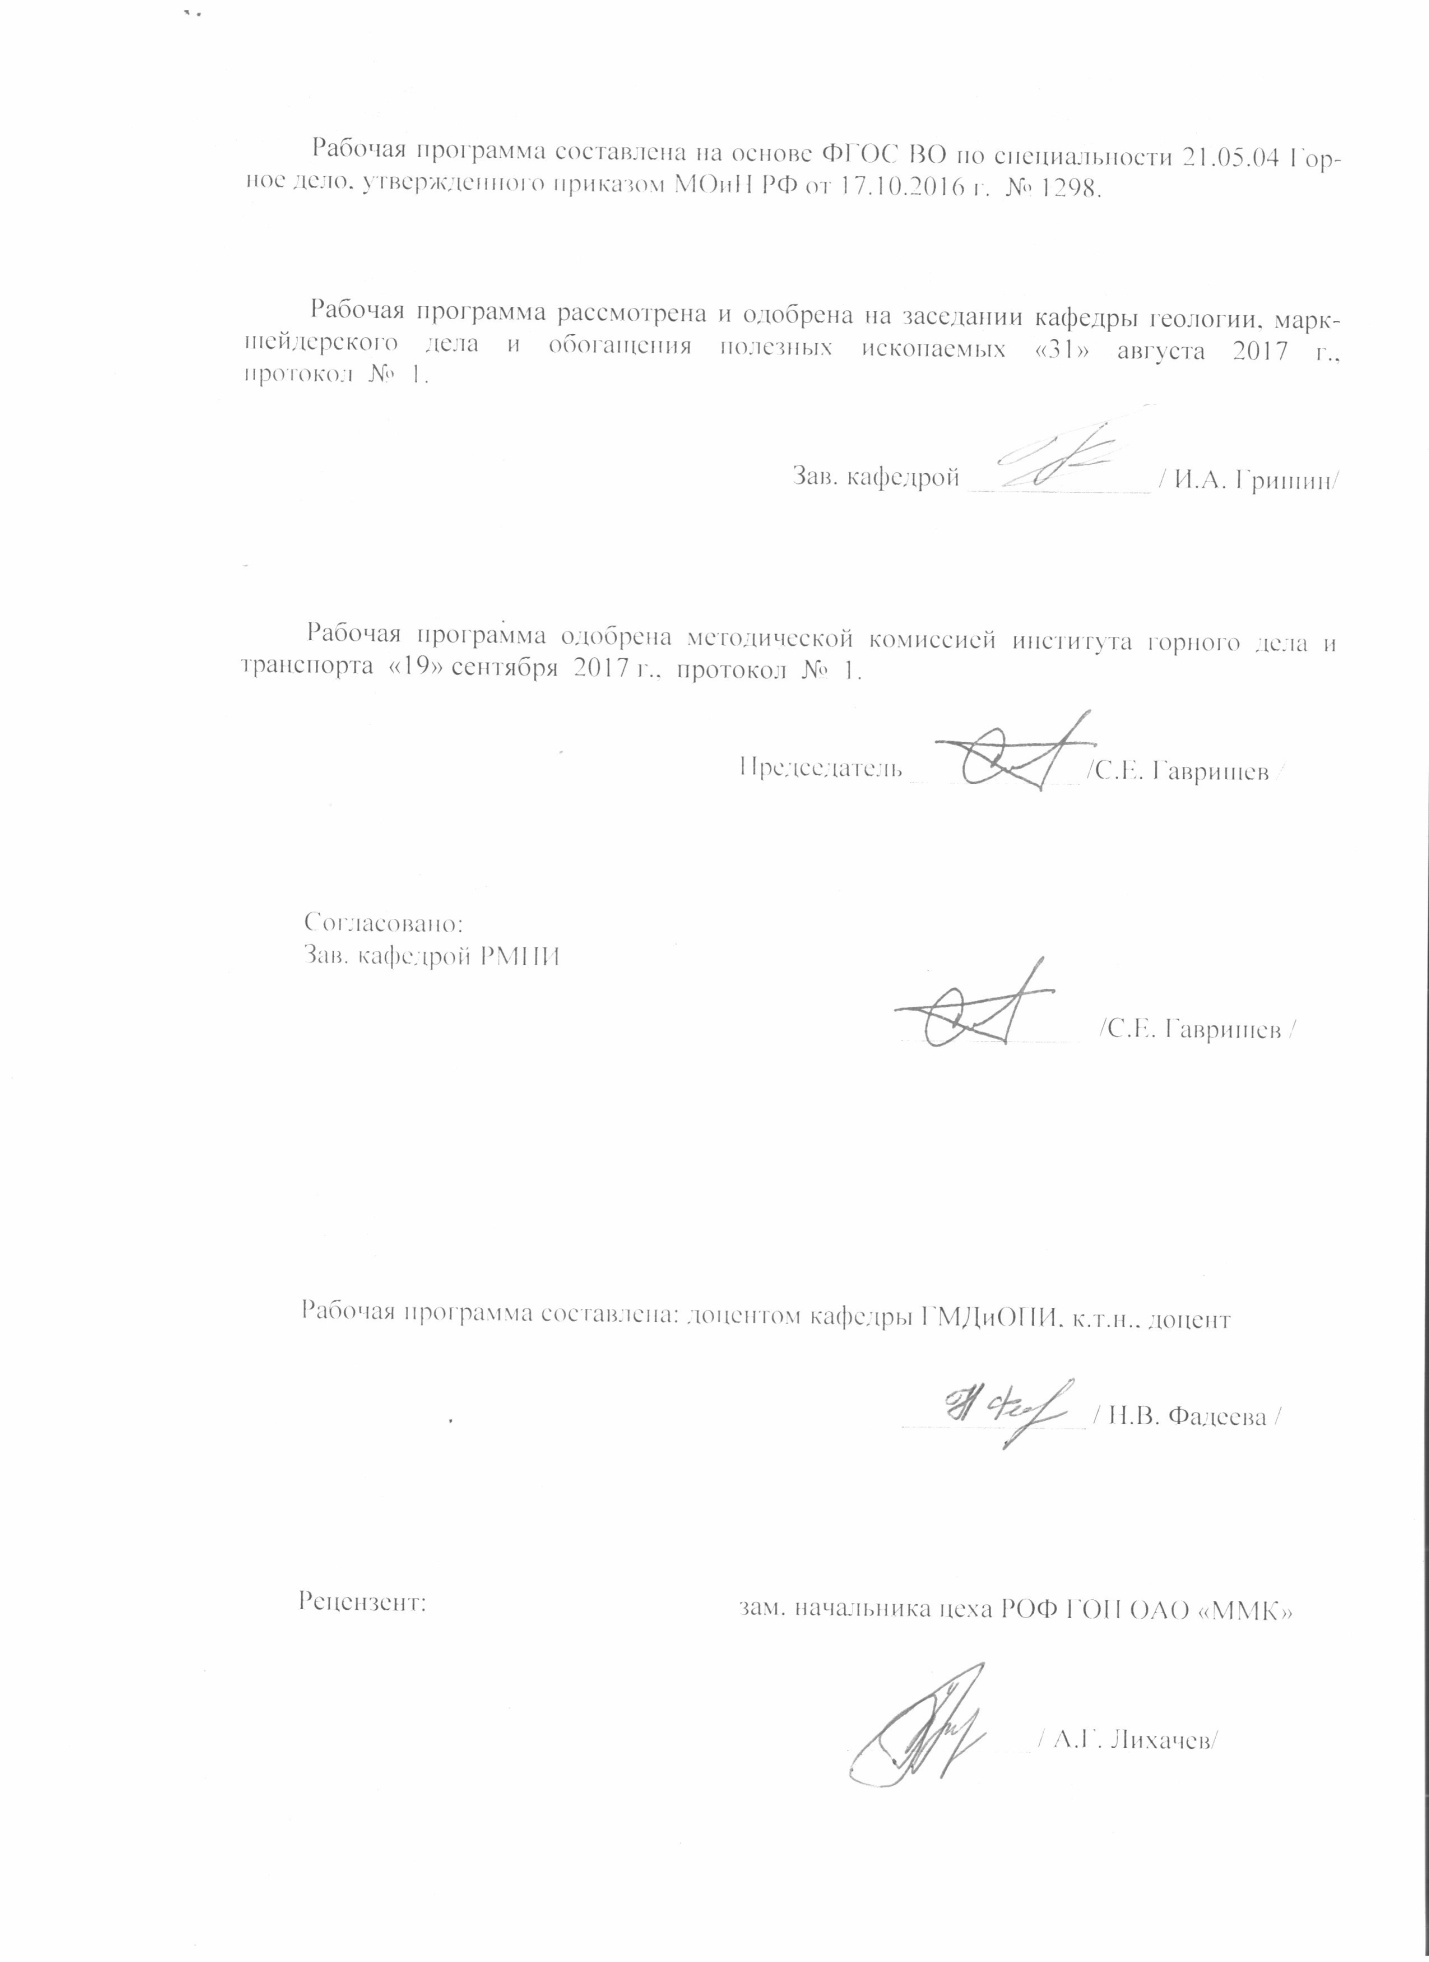 Рабочая программа составлена на основе ФГОС ВО по специальности 21.05.04 Гор-
ное дело, утвержденного приказом МОиН РФ от 17.10.2016 г. № 1298.
Рабочая программа рассмотрена и одобрена на заседании кафедры геологии, марк-
шейдерского дела и обогащения полезных ископаемых «31» августа 2017 г.,
протокол № 1.
Зав. кафедрой / И.А. Гришин/
Рабочая программа одобрена методической комиссией института горного дела и
транспорта «19» сентября 2017 г., протокол № 1.
Председатель /С.Е. Гавришев /
Согласовано:
Зав. кафедрой РМПИ
/С.Е. Гавришев /
Рабочая программа составлена: доцентом кафедры ГМДиОПИ, к.т.н., доцент
/ Н.В. Фадеева /
Рецензент: зам. начальника цеха РОФ ГОП ОАО «ММК»
/ А.Г. Лихачев/